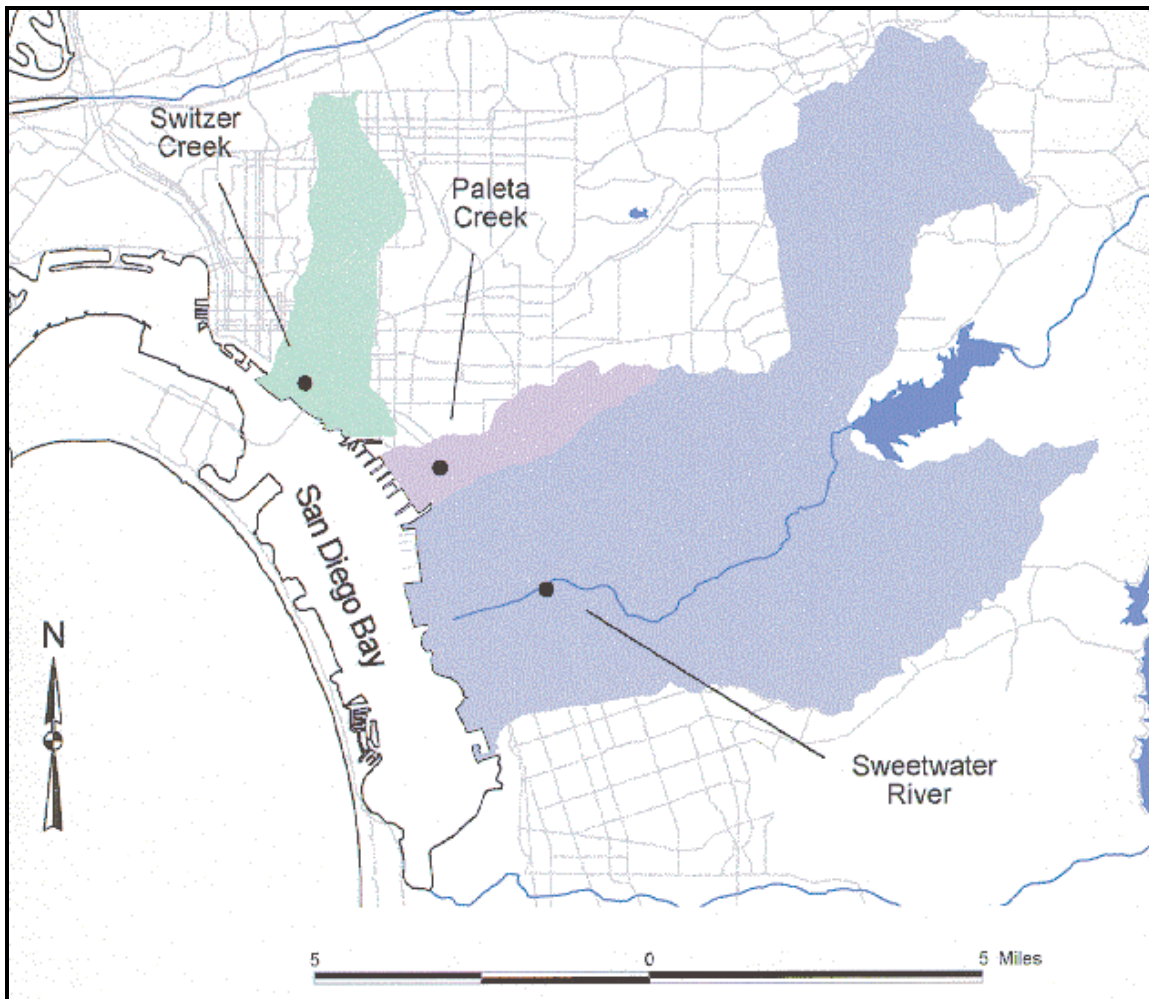 Switzer
Creek
Paleta
Creek
San Diego Bay
N
Sweetwater
River
5 0 5 Miles